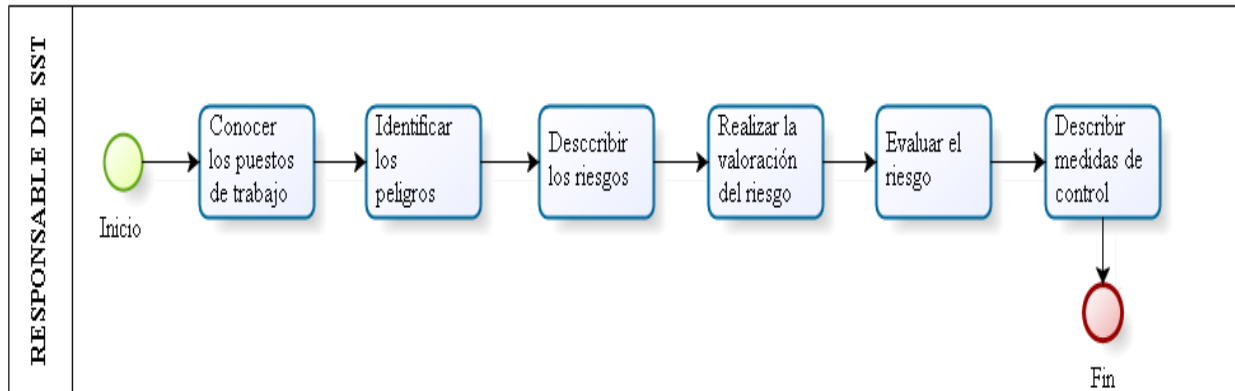 RESPONSABLE DE SST
Inicio
Conocer
los puestos
de trabajo
Identificar
los
peligros
Desccribir
los riesgos
Realizar la
valoración
del riesgo
Evaluar el
riesgo
Describir
medidas de
control
Fin